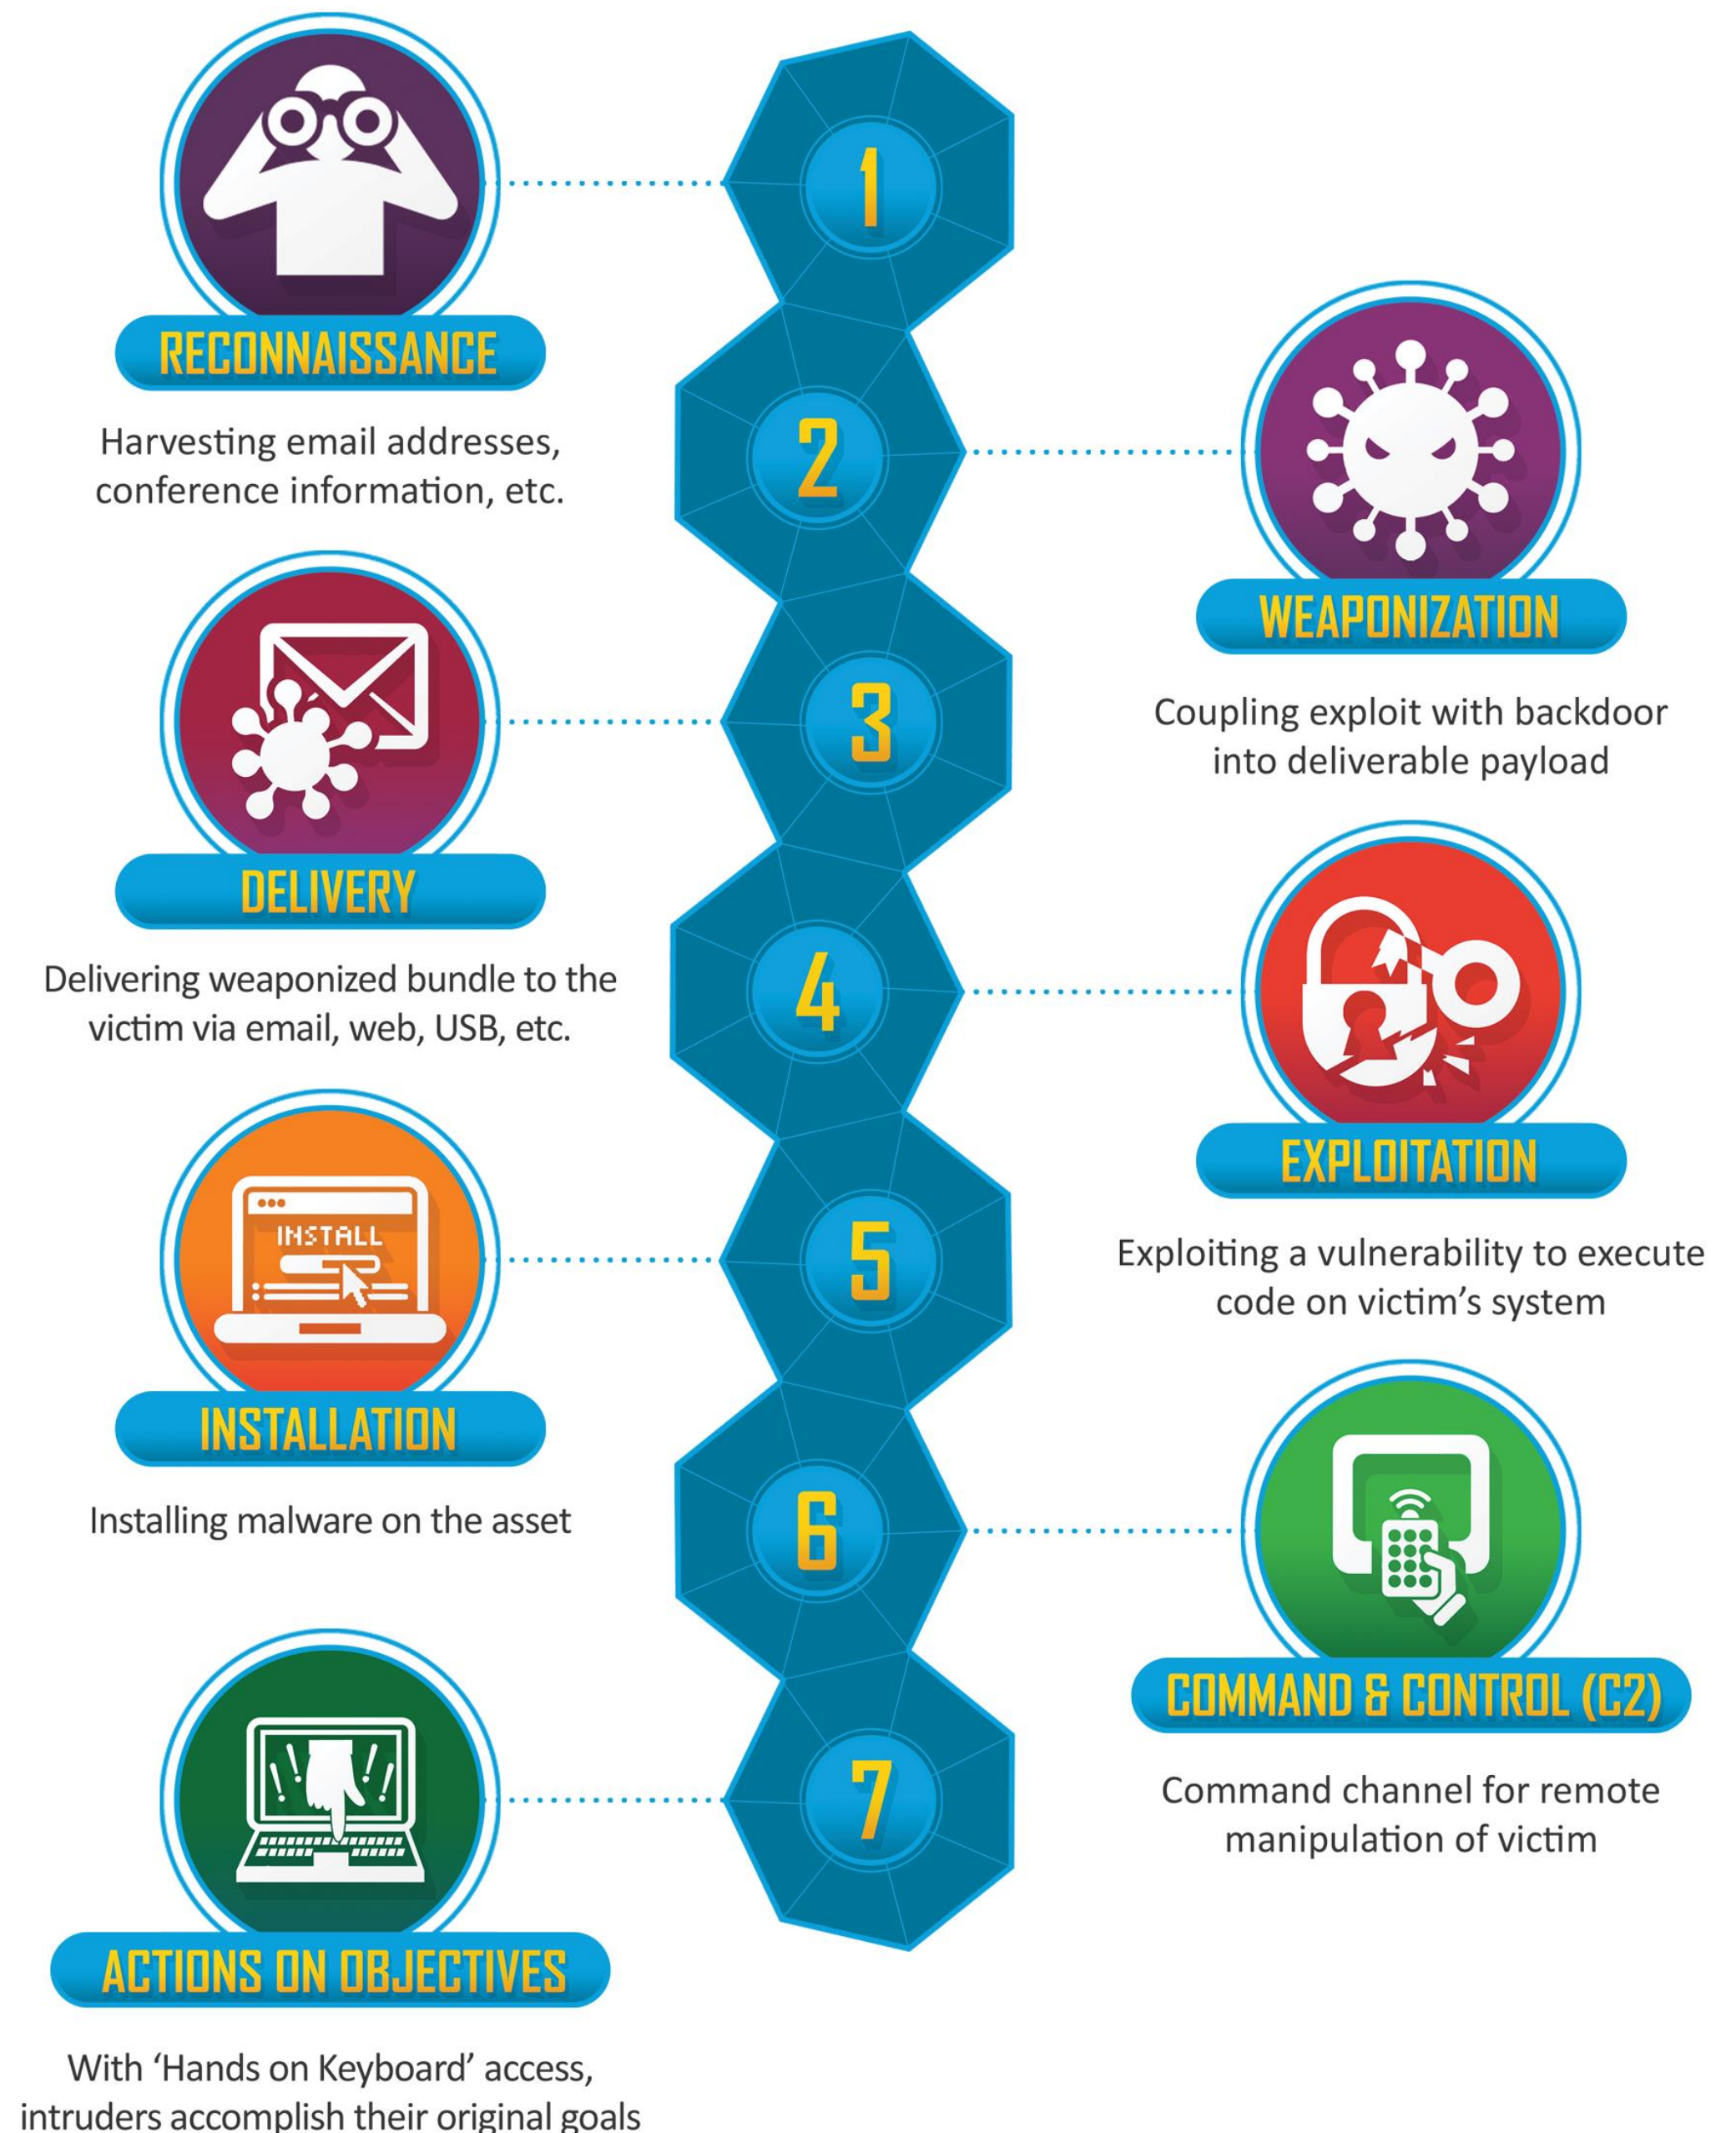 1
RECONNAISSANCE
Harvesting email addresses,
conference information, etc.
2
WEAPONIZATION
Coupling exploit with backdoor
into deliverable payload
3
DELIVERY
Delivering weaponized bundle to the
victim via email, web, USB, etc.
4
EXPLOITATION
Exploiting a vulnerability to execute
code on victim's system
5
INSTALL
INSTALLATION
Installing malware on the asset
6
COMMAND & CONTROL (C2)
Command channel for remote
manipulation of victim
7
ACTIONS ON OBJECTIVES
With ‘Hands on Keyboard’ access,
intruders accomplish their original goals